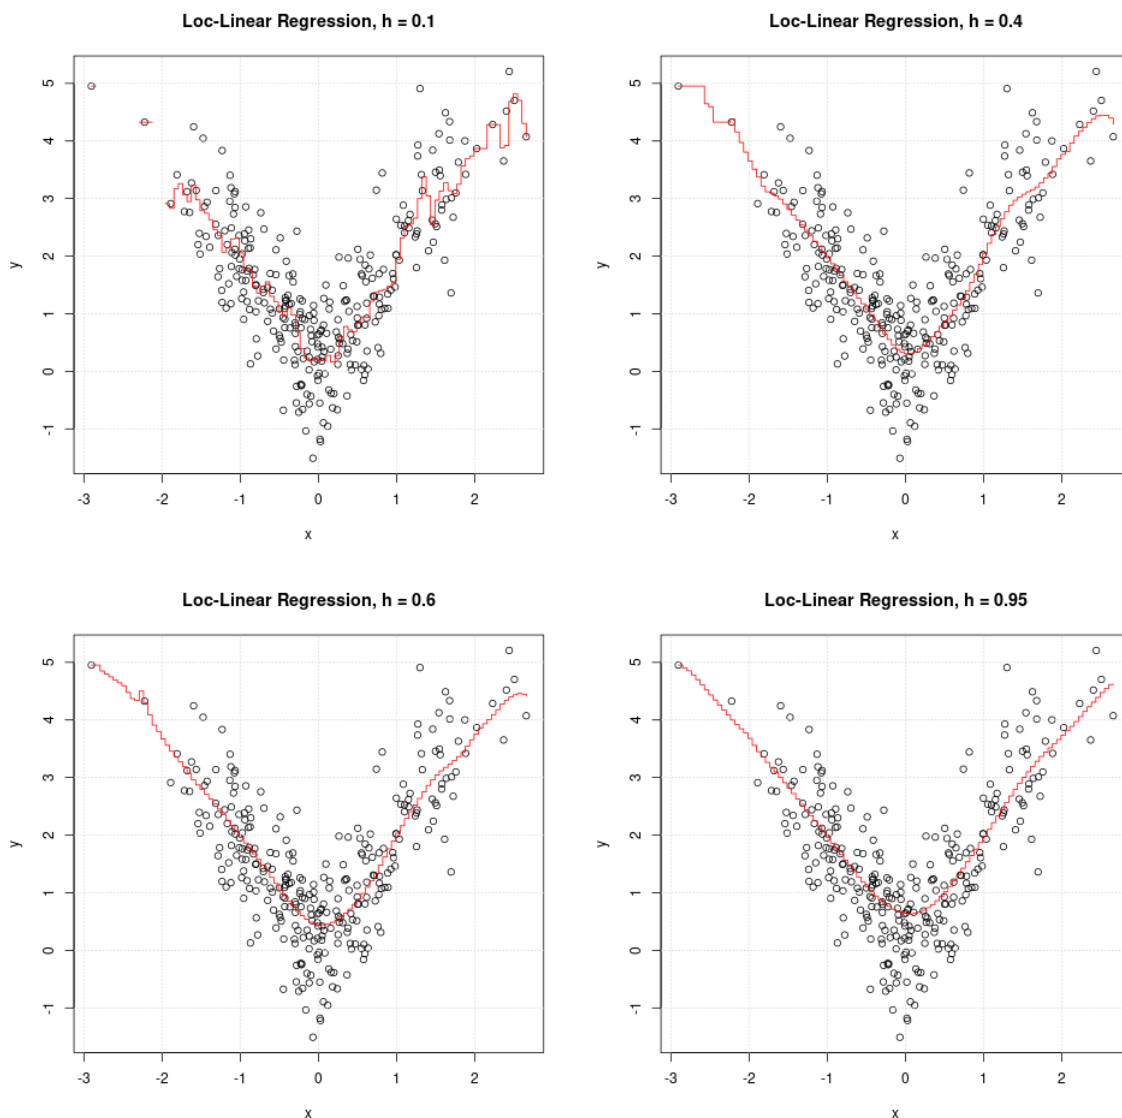 Loc-Linear Regression, h = 0.1
5
4
3
2
1
0
-1
y
-3 -2 -1 0 1 2
x
Loc-Linear Regression, h = 0.4
5
4
3
2
1
0
-1
y
-3 -2 -1 0 1 2
x
Loc-Linear Regression, h = 0.6
5
4
3
2
1
0
-1
y
-3 -2 -1 0 1 2
x
Loc-Linear Regression, h = 0.95
5
4
3
2
1
0
-1
y
-3 -2 -1 0 1 2
x